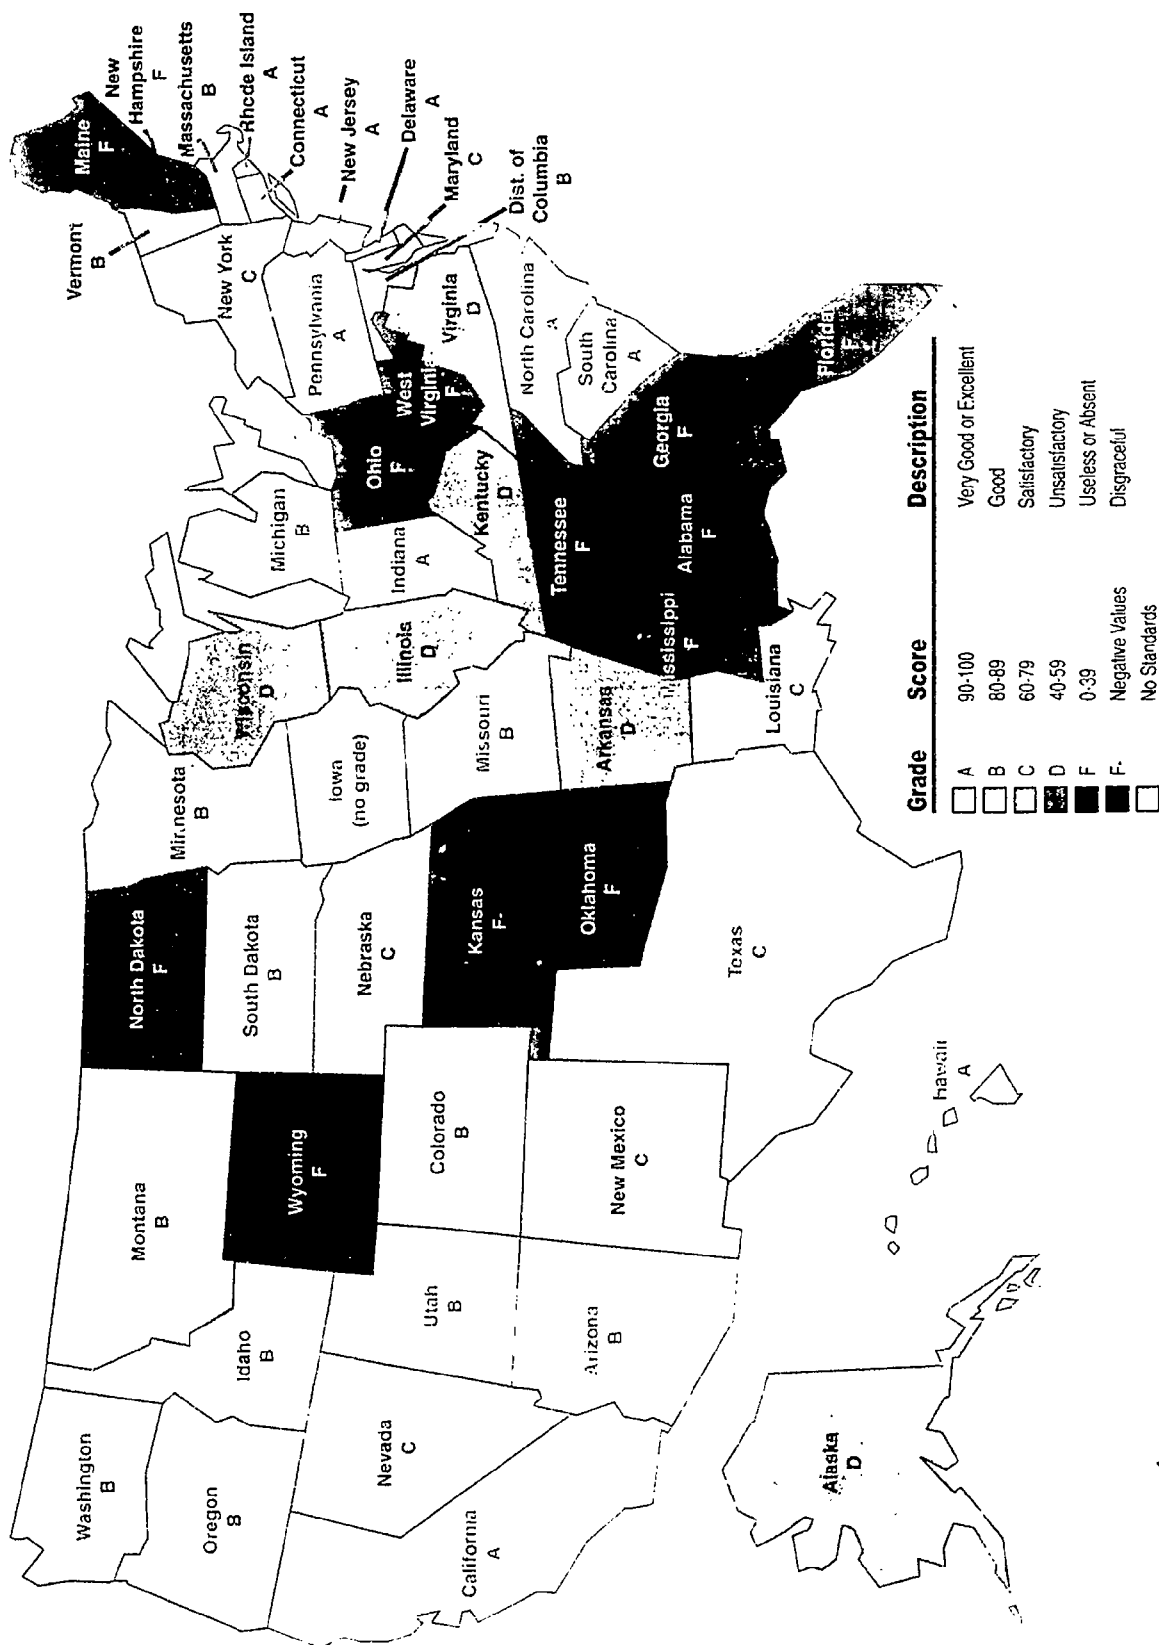 Washington
B
Oregon
B
California
A
Nevada
C
Idaho
B
Montana
B
Wyoming
F
Utah
B
Arizona
B
Colorado
B
New Mexico
C
North Dakota
F
South Dakota
B
Nebraska
C
Kansas
F-
Oklahoma
F
Texas
C
Minnesota
B
Iowa
(no grade)
Missouri
B
Arkansas
D
Louisiana
C
Wisconsin
D
Illinois
D
Michigan
B
Indiana
A
Ohio
F
Kentucky
D
Tennessee
F
Mississippi
F
Alabama
F
Georgia
F
Florida
F
South
Carolina
A
North Carolina
A
Virginia
D
West
Virginia
F
Pennsylvania
A
New York
C
Vermont
B
Maine
F
New
Hampshire
F
Massachusetts
B
Rhode Island
A
Connecticut
A
New Jersey
A
Delaware
A
Maryland
C
Dist. of
Columbia
B
Alaska
D
Hawaii
A
Grade Score Description
A 90-100 Very Good or Excellent
B 80-89 Good
C 60-79 Satisfactory
D 40-59 Unsatisfactory
F 0-39 Useless or Absent
F- Negative Values Disgraceful
No Standards